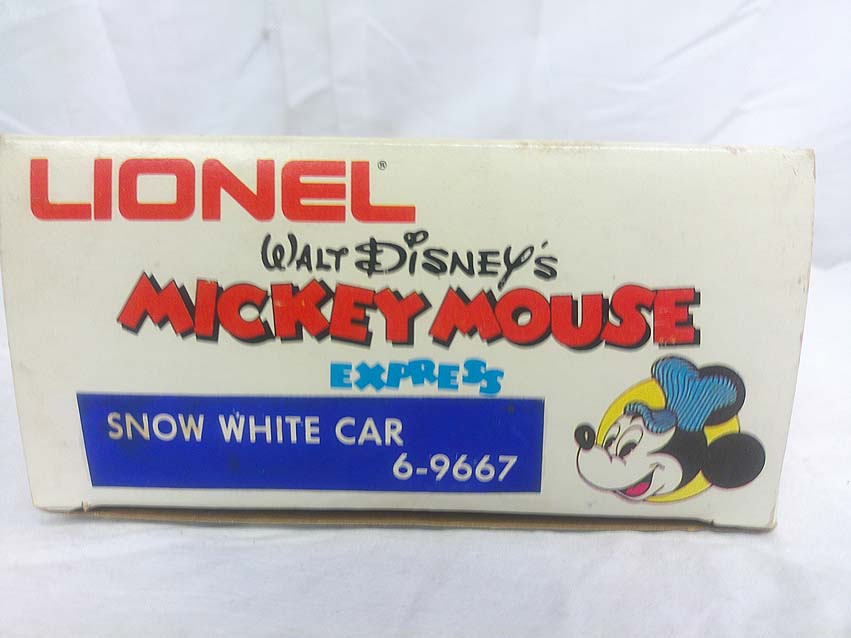 LIONEL®
WALT DISNEY'S
MICKEY MOUSE
EXPRESS
SNOW WHITE CAR
6-9667